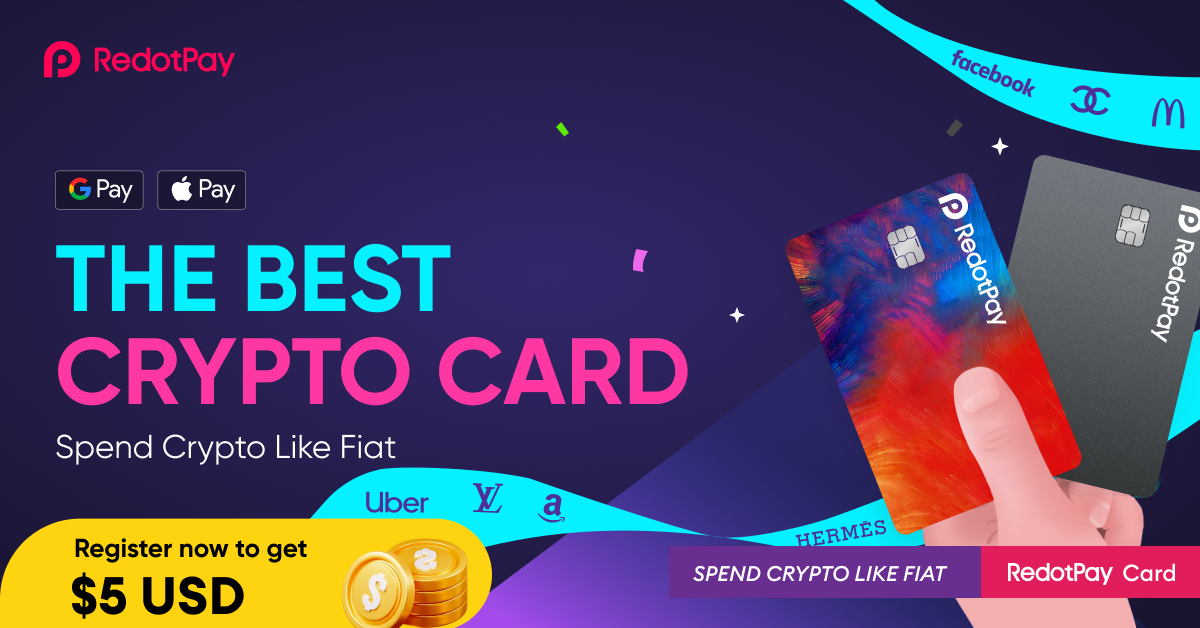 RedotPay
facebook
G Pay
Pay
THE BEST
CRYPTO CARD
Spend Crypto Like Fiat
RedotPay
RedotPay
Uber
LV
a
HERMÈS
Register now to get
$5 USD
SPEND CRYPTO LIKE FIAT
RedotPay Card